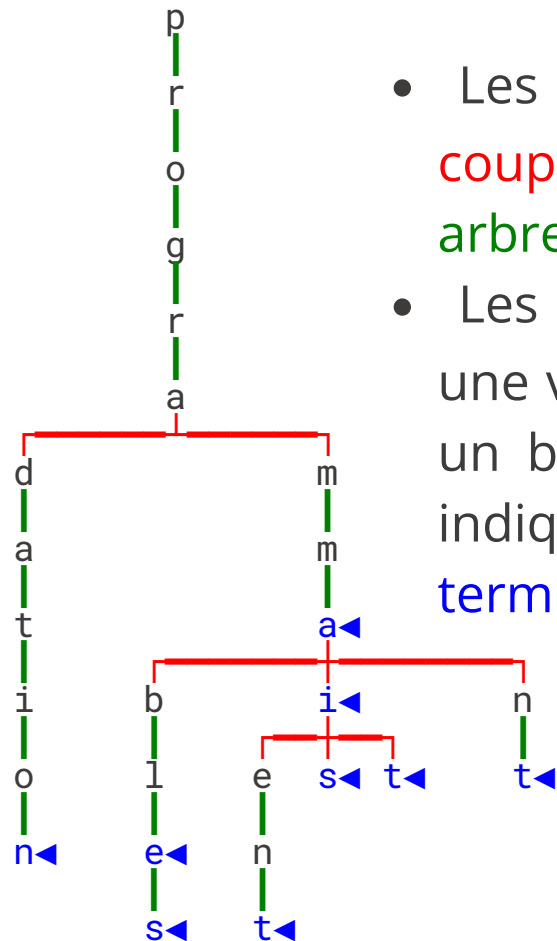 p
r
o
g
r
a
d m
a m
t a◄
i b i◄ n
o l e s◄ t◄ t◄
n◄ e◄ n
s◄ t◄
• Les
coup
arbre
• Les
une v
un b
indiq
term